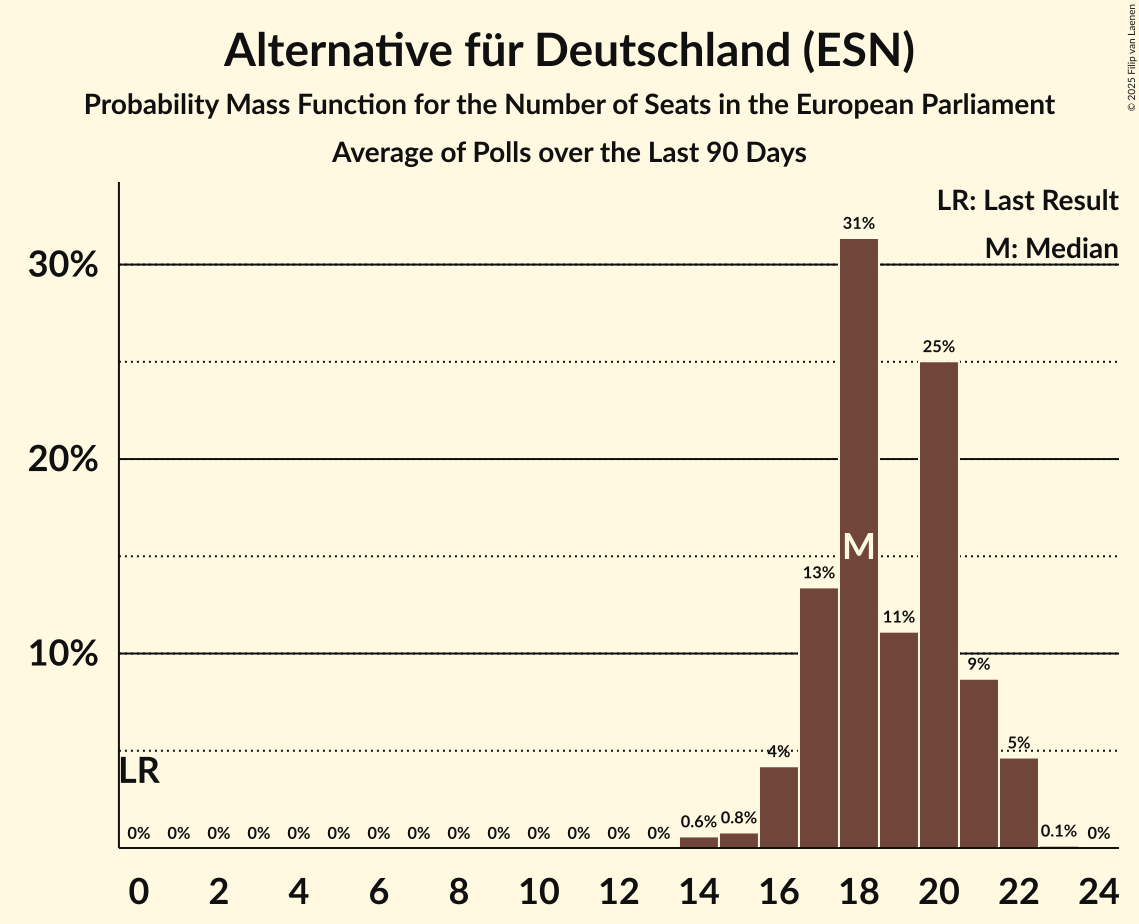 Alternative für Deutschland (ESN)
Probability Mass Function for the Number of Seats in the European Parliament
Average of Polls over the Last 90 Days
© 2025 Filip van Laenen
LR: Last Result
M: Median
30%
20%
10%
31%
25%
M
13%
11%
9%
4%
5%
LR
0% 0% 0% 0% 0% 0% 0% 0% 0% 0% 0% 0% 0% 0% 0.6% 0.8% 0.1% 0%
0 2 4 6 8 10 12 14 16 18 20 22 24